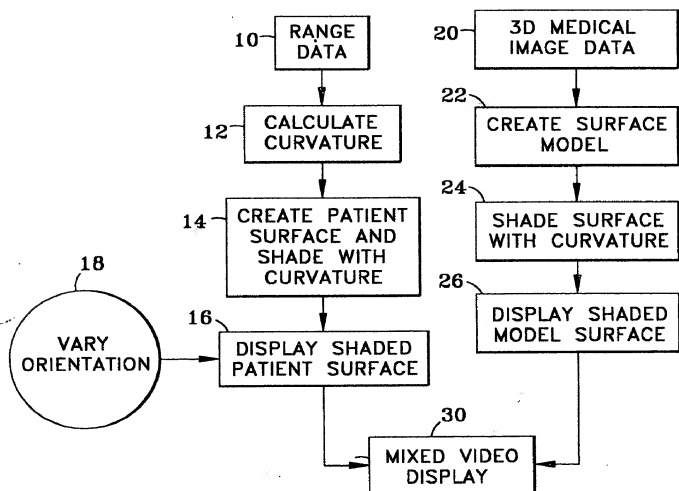 10
RANGE
DATA
12
CALCULATE
CURVATURE
14
CREATE PATIENT
SURFACE AND
SHADE WITH
CURVATURE
18
VARY
ORIENTATION
16
DISPLAY SHADED
PATIENT SURFACE
20
3D MEDICAL
IMAGE DATA
22
CREATE SURFACE
MODEL
24
SHADE SURFACE
WITH CURVATURE
26
DISPLAY SHADED
MODEL SURFACE
30
MIXED VIDEO
DISPLAY